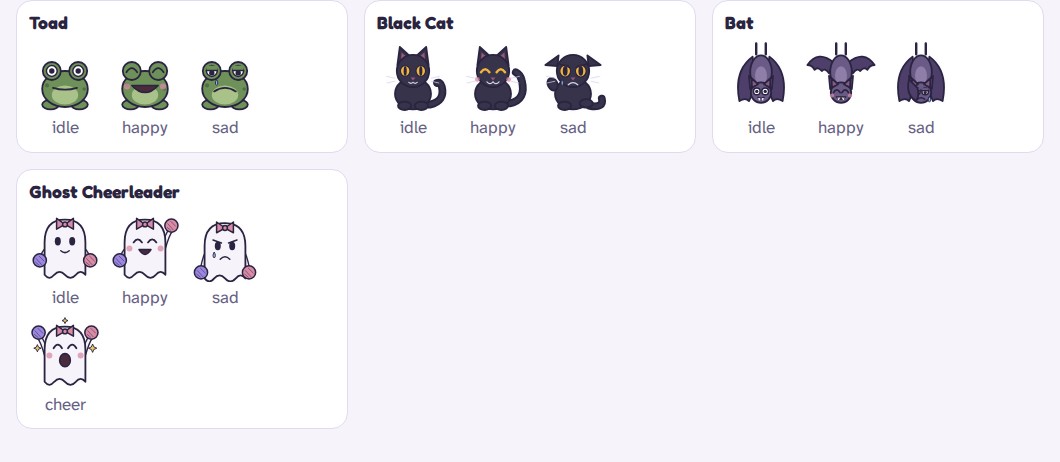 Toad
idle happy sad
Black Cat
idle happy sad
Bat
idle happy sad
Ghost Cheerleader
idle happy sad
cheer